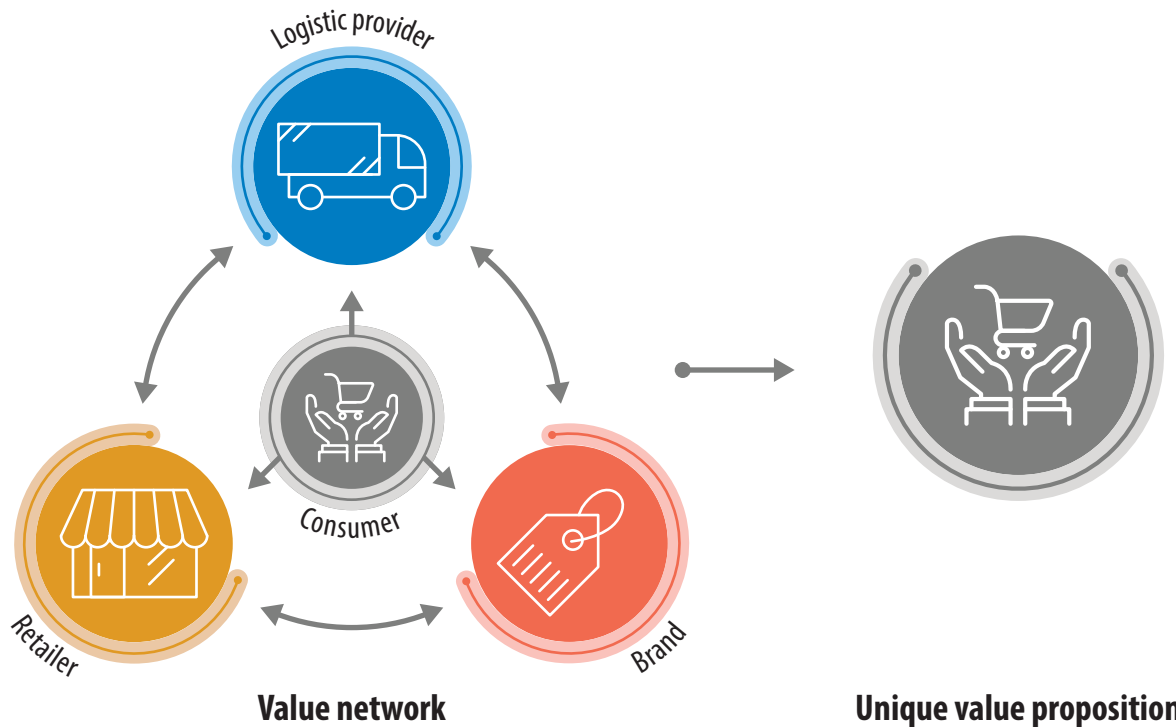 Logistic provider
Consumer
Retailer
Brand
Value network
Unique value proposition